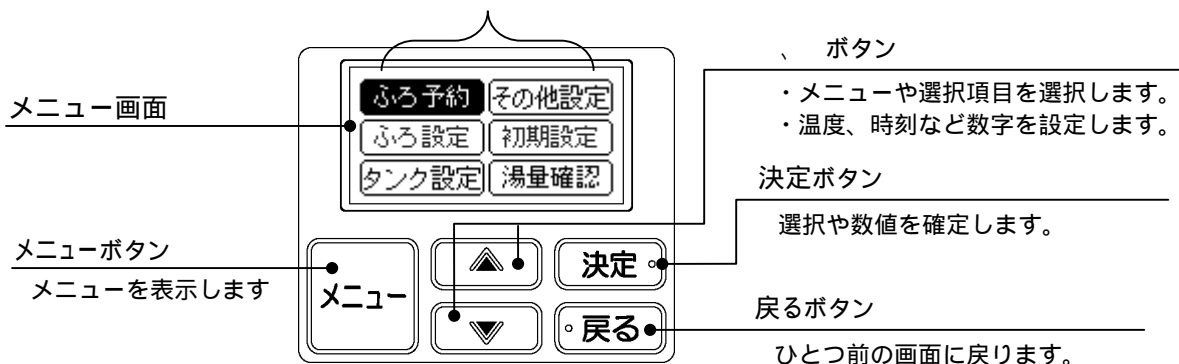 、 ボタン
・メニューや選択項目を選択します。
・温度、時刻など数字を設定します。
メニュー画面
ふろ予約 その他設定
ふろ設定 初期設定
タンク設定 湯量確認
決定ボタン
選択や数値を確定します。
メニューボタン
メニューを表示します
メニュー
決定
戻る
戻るボタン
ひとつ前の画面に戻ります。